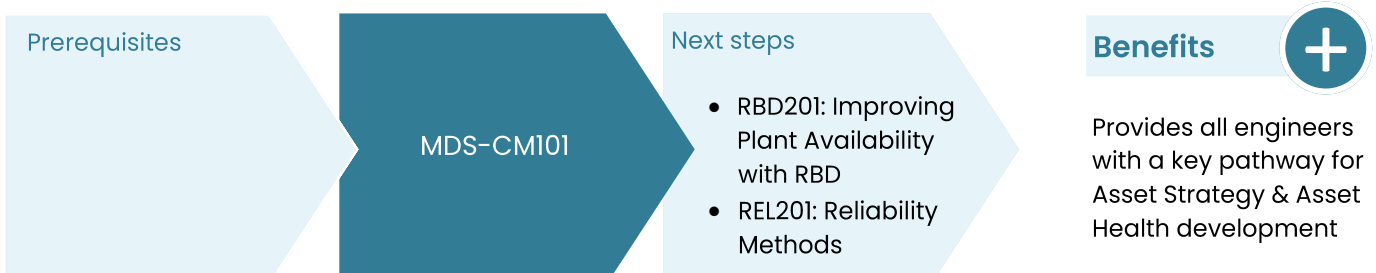 Prerequisites
MDS-CM101
Next steps
• RBD201: Improving
Plant Availability
with RBD
• REL201: Reliability
Methods
Benefits
Provides all engineers
with a key pathway for
Asset Strategy & Asset
Health development